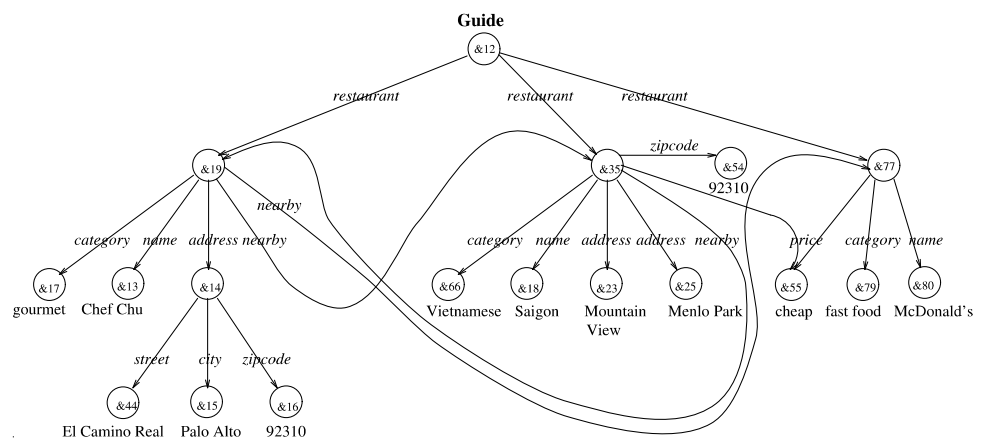 Guide
&12
restaurant restaurant restaurant
zipcode
&19 &35 &54 &77
92310
nearby
category name address nearby category name address address nearby price category name
&17 &13 &14 &66 &18 &23 &25 &55 &79 &80
gourmet Chef Chu Vietnamese Saigon Mountain Menlo Park cheap fast food McDonald's
View
street city zipcode
&44 &15 &16
El Camino Real Palo Alto 92310